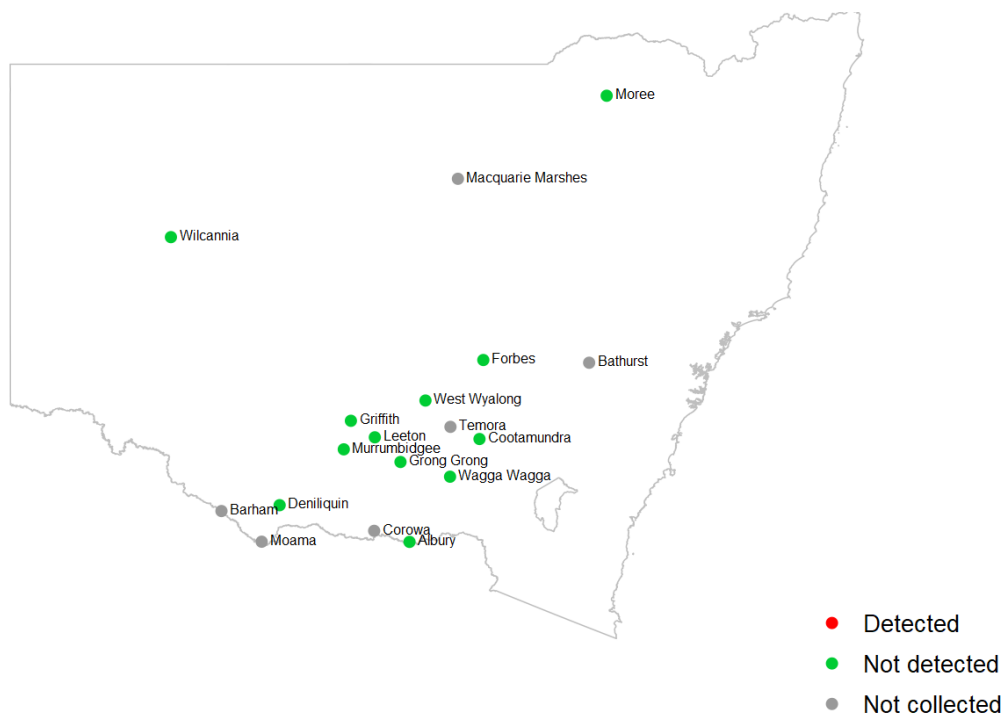 Moree
Macquarie Marshes
Wilcannia
Forbes
Bathurst
West Wyalong
Griffith
Temora
Leeton
Cootamundra
Murrumbidgee
Grong Grong
Wagga Wagga
Deniliquin
Barham
Corowa
Moama
Albury
Detected
Not detected
Not collected